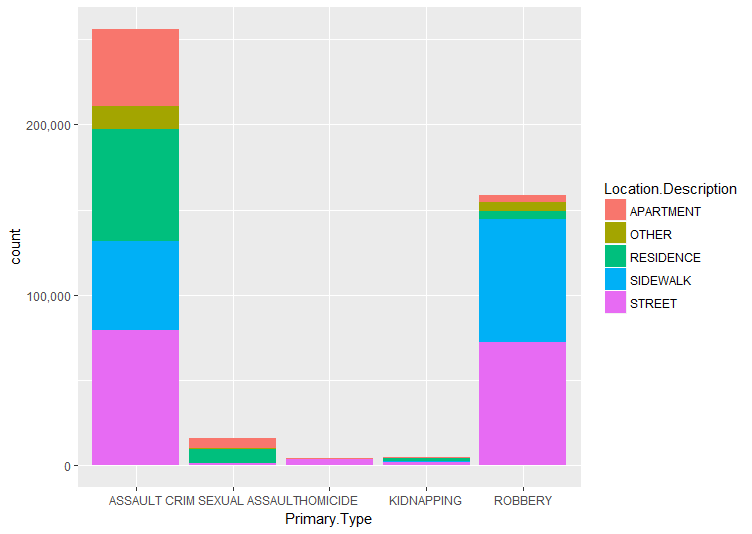 200,000
100,000
0
count
ASSAULT CRIM SEXUAL ASSAULTHOMICIDE KIDNAPPING ROBBERY
Primary.Type
Location.Description
APARTMENT
OTHER
RESIDENCE
SIDEWALK
STREET